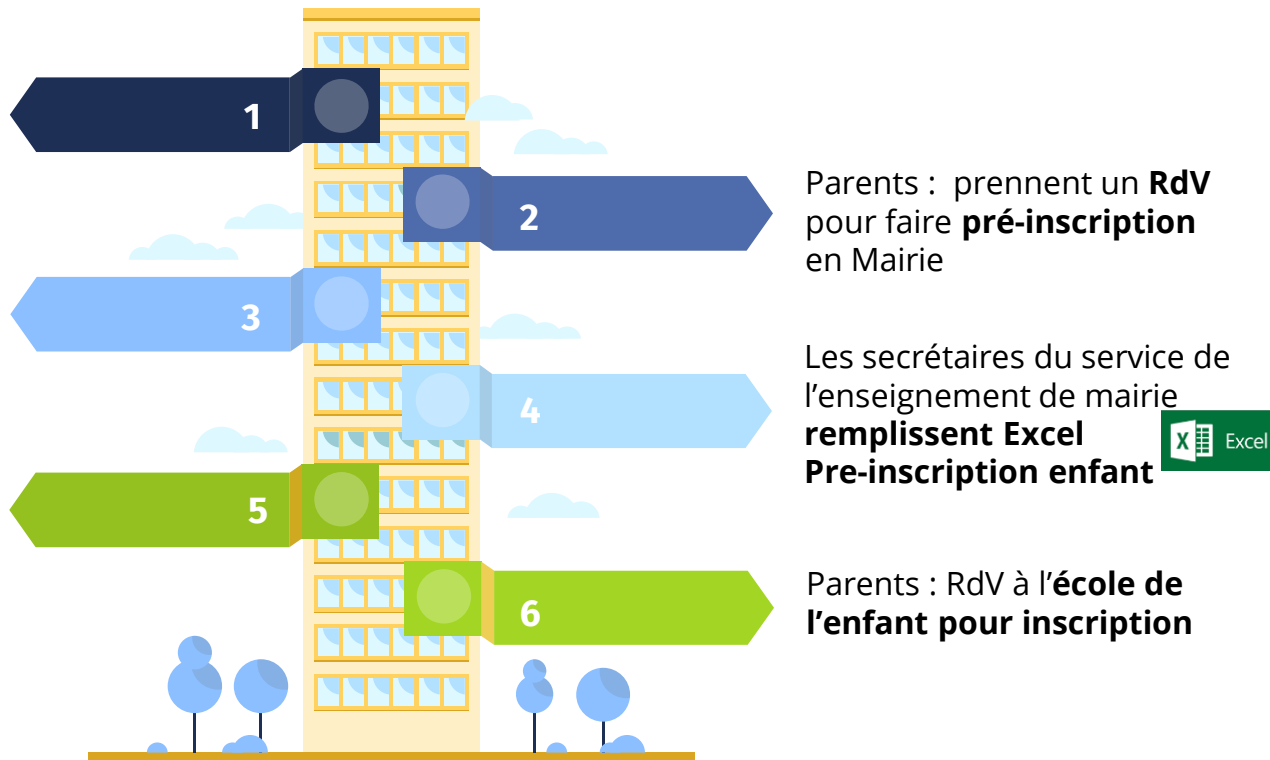 1
2
Parents : prennent un RdV
pour faire pré-inscription
en Mairie
3
Les secrétaires du service de
l’enseignement de mairie
remplissent Excel
Pre-inscription enfant
4
X Excel
5
6
Parents : RdV à l’école de
l’enfant pour inscription